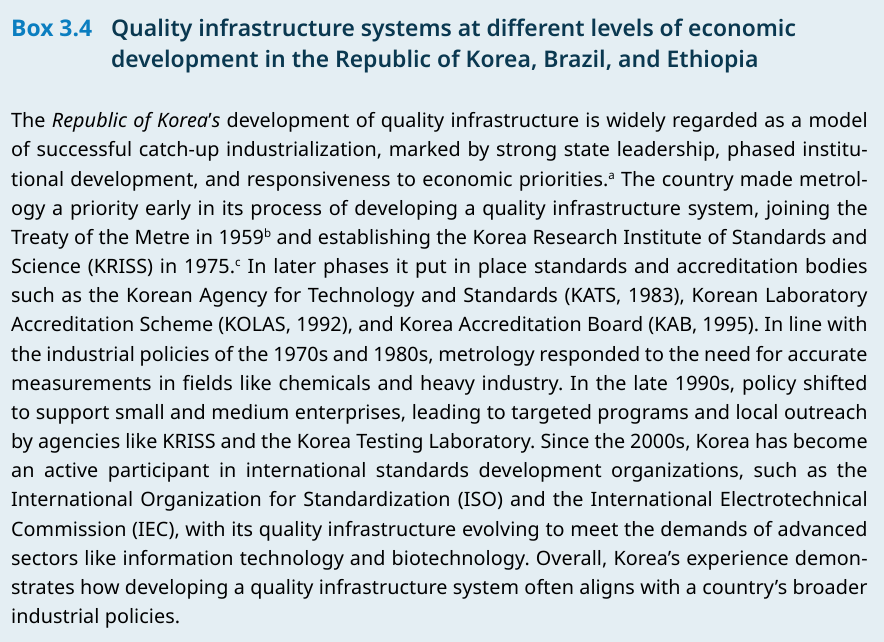 Box 3.4 Quality infrastructure systems at different levels of economic
development in the Republic of Korea, Brazil, and Ethiopia
The Republic of Korea's development of quality infrastructure is widely regarded as a model
of successful catch-up industrialization, marked by strong state leadership, phased institu-
tional development, and responsiveness to economic priorities.ᵃ The country made metrol-
ogy a priority early in its process of developing a quality infrastructure system, joining the
Treaty of the Metre in 1959ᵇ and establishing the Korea Research Institute of Standards and
Science (KRISS) in 1975.ᶜ In later phases it put in place standards and accreditation bodies
such as the Korean Agency for Technology and Standards (KATS, 1983), Korean Laboratory
Accreditation Scheme (KOLAS, 1992), and Korea Accreditation Board (KAB, 1995). In line with
the industrial policies of the 1970s and 1980s, metrology responded to the need for accurate
measurements in fields like chemicals and heavy industry. In the late 1990s, policy shifted
to support small and medium enterprises, leading to targeted programs and local outreach
by agencies like KRISS and the Korea Testing Laboratory. Since the 2000s, Korea has become
an active participant in international standards development organizations, such as the
International Organization for Standardization (ISO) and the International Electrotechnical
Commission (IEC), with its quality infrastructure evolving to meet the demands of advanced
sectors like information technology and biotechnology. Overall, Korea's experience demon-
strates how developing a quality infrastructure system often aligns with a country's broader
industrial policies.